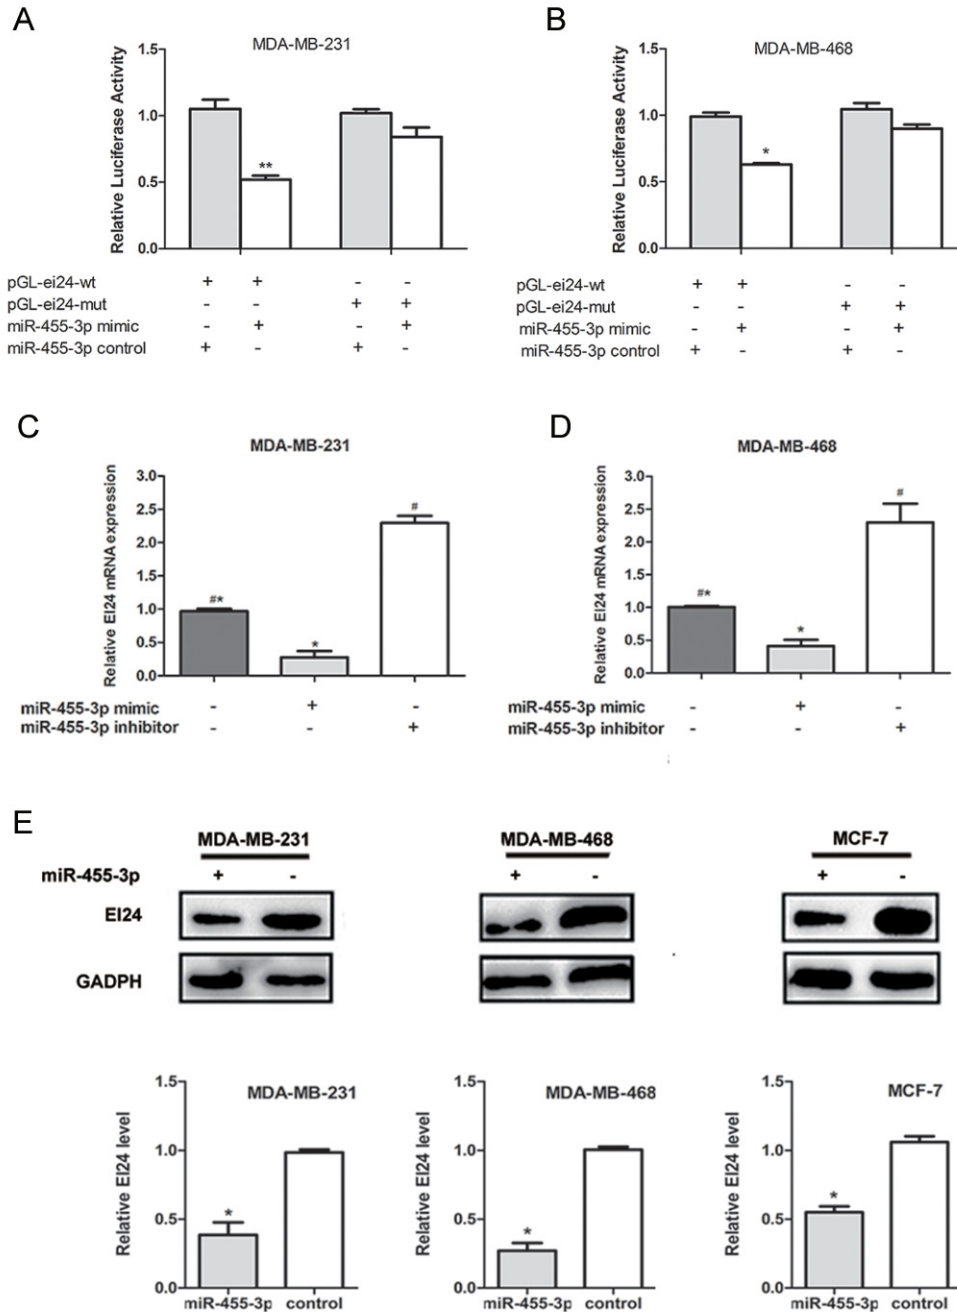 A
MDA-MB-231
Relative Luciferase Activity
1.5
1.0
0.5
0.0
**
pGL-ei24-wt + + - -
pGL-ei24-mut - - + +
miR-455-3p mimic - + - +
miR-455-3p control + - + -
B
MDA-MB-468
Relative Luciferase Activity
1.5
1.0
0.5
0.0
*
pGL-ei24-wt + + - -
pGL-ei24-mut - - + +
miR-455-3p mimic - + - +
miR-455-3p control + - + -
C
MDA-MB-231
Relative EI24 mRNA expression
3.0
2.5
2.0
1.5
1.0
0.5
0.0
#*
*
#
miR-455-3p mimic - + -
miR-455-3p inhibitor - - +
D
MDA-MB-468
Relative EI24 mRNA expression
3.0
2.5
2.0
1.5
1.0
0.5
0.0
#*
*
#
miR-455-3p mimic - + -
miR-455-3p inhibitor - - +
E
MDA-MB-231 MDA-MB-468 MCF-7
miR-455-3p + - + - + -
EI24
GADPH
MDA-MB-231
Relative EI24 level
1.5
1.0
0.5
0.0
*
miR-455-3p control
MDA-MB-468
Relative EI24 level
1.5
1.0
0.5
0.0
*
miR-455-3p control
MCF-7
Relative EI24 level
1.5
1.0
0.5
0.0
*
miR-455-3p control